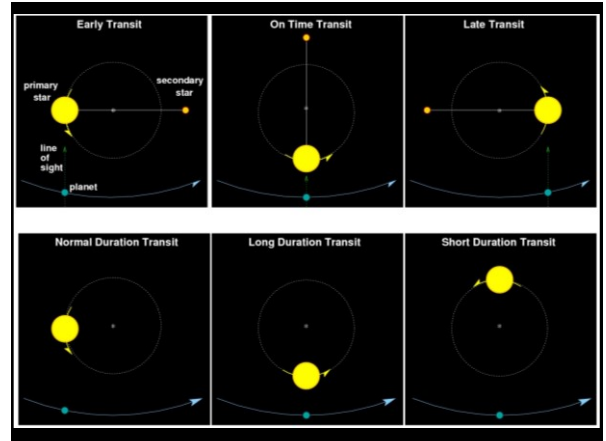 Early Transit
On Time Transit
Late Transit
primary
star
secondary
star
line
of
sight
planet
Normal Duration Transit
Long Duration Transit
Short Duration Transit